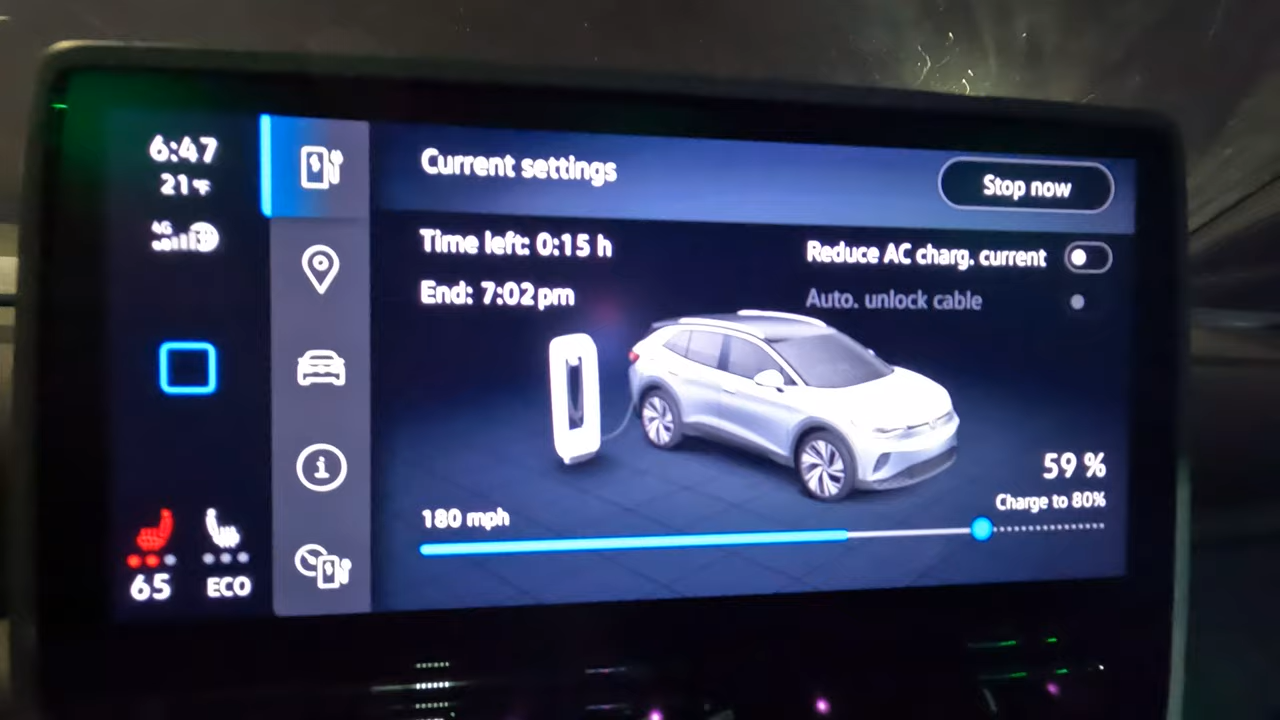 6:47
21°F
4G
Current settings
Stop now
Time left: 0:15 h
End: 7:02 pm
Reduce AC charg. current
Auto. unlock cable
59 %
Charge to 80%
180 mph
65
ECO